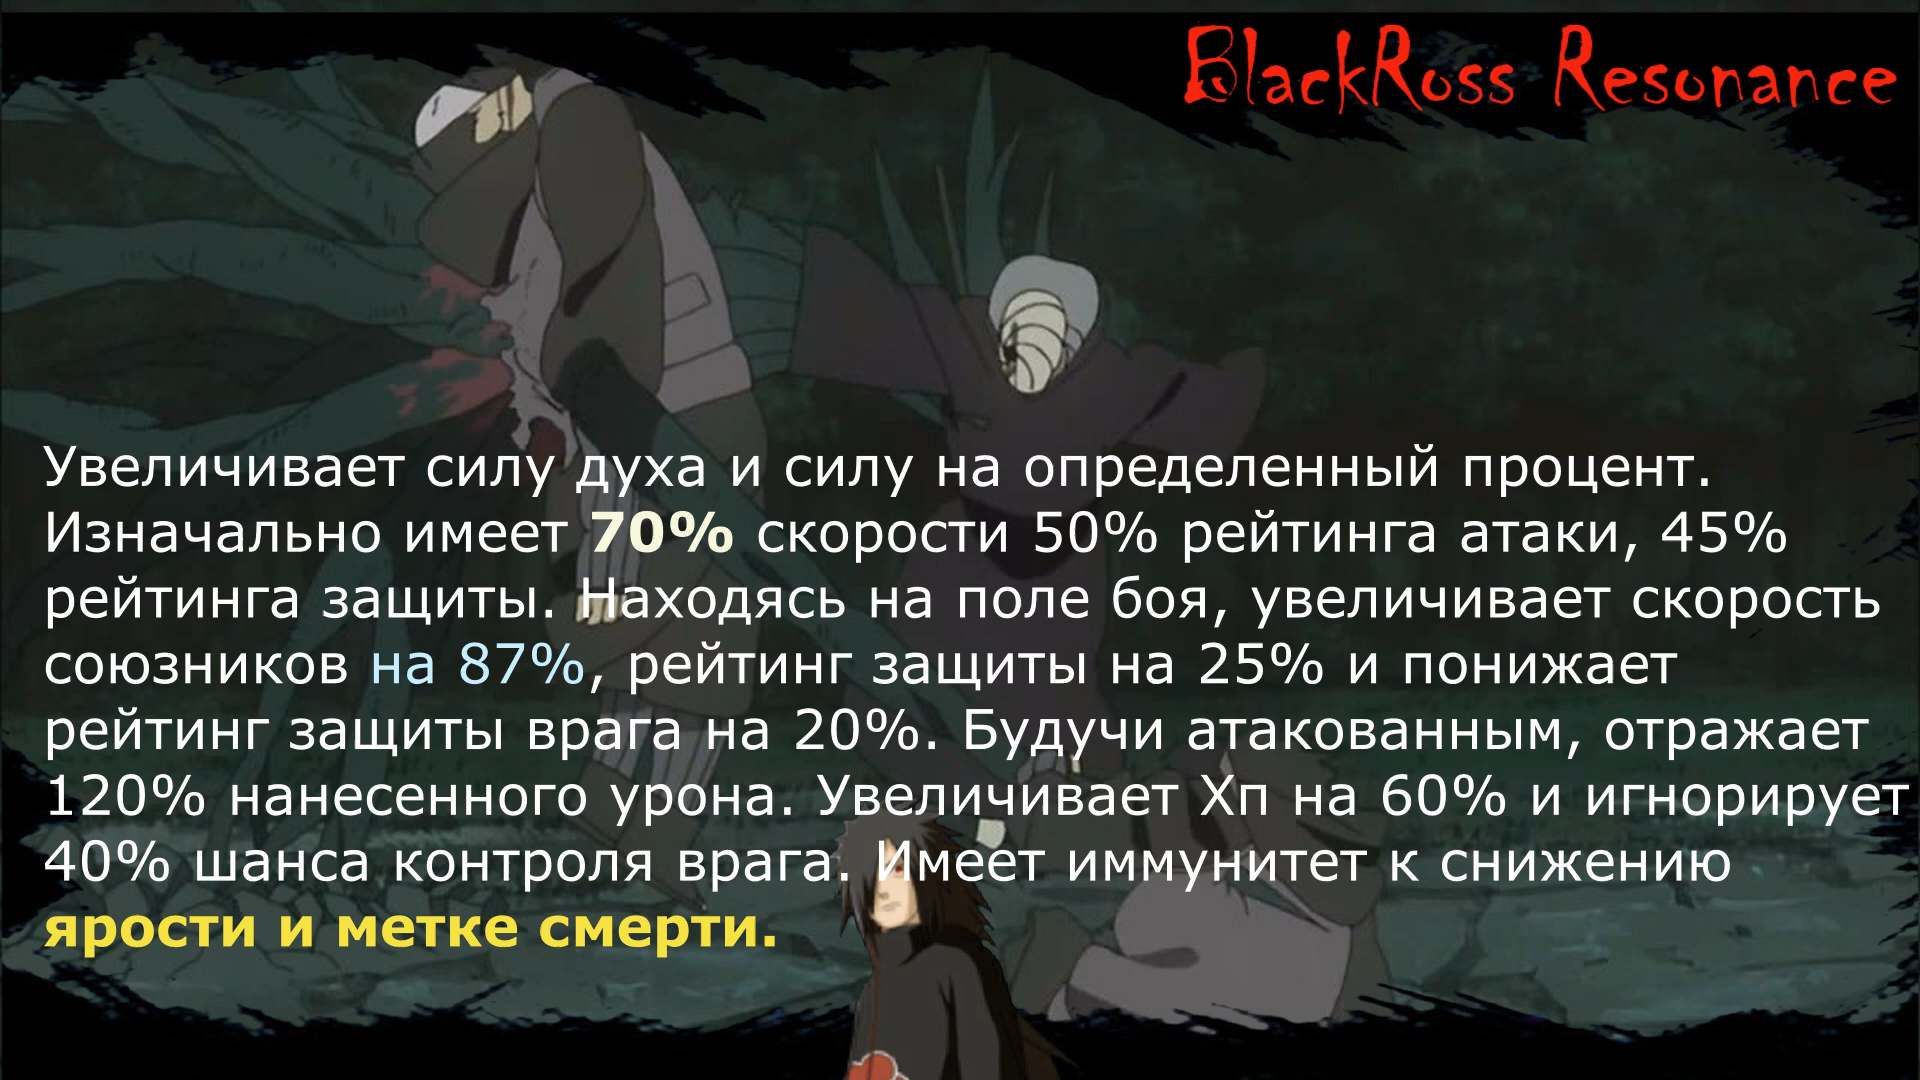 BlackRoss Resonance
Увеличивает силу духа и силу на определенный процент.
Изначально имеет 70% скорости 50% рейтинга атаки, 45%
рейтинга защиты. Находясь на поле боя, увеличивает скорость
союзников на 87%, рейтинг защиты на 25% и понижает
рейтинг защиты врага на 20%. Будучи атакованным, отражает
120% нанесенного урона. Увеличивает Хп на 60% и игнорирует
40% шанса контроля врага. Имеет иммунитет к снижению
ярости и метке смерти.